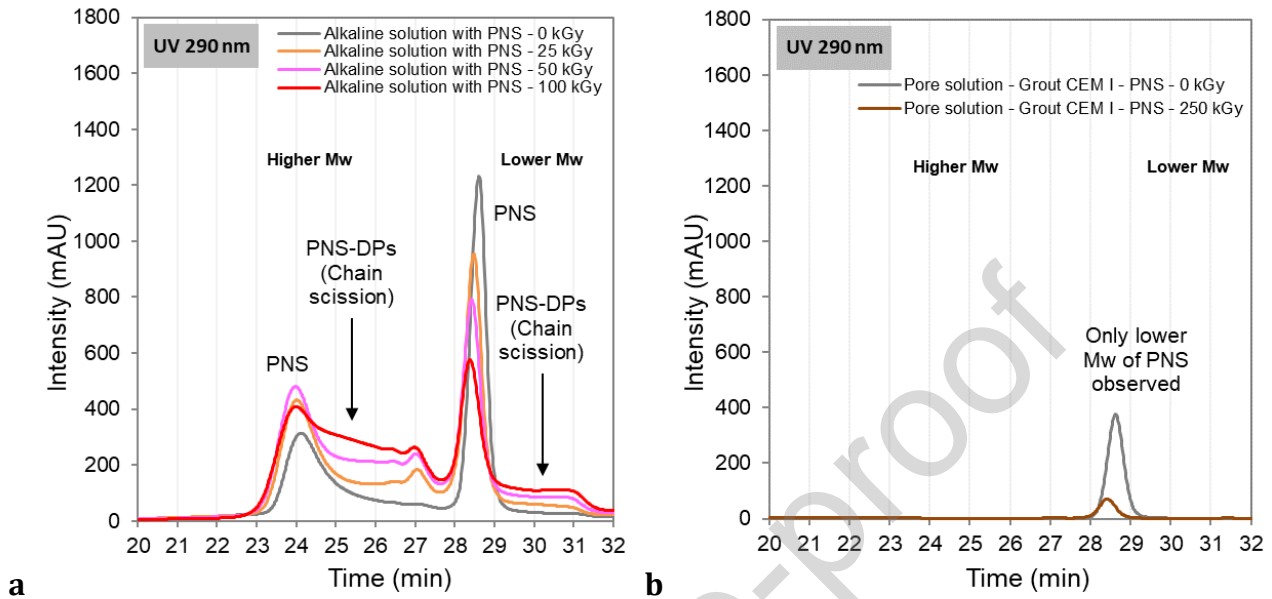 UV 290 nm
Alkaline solution with PNS - 0 kGy
Alkaline solution with PNS - 25 kGy
Alkaline solution with PNS - 50 kGy
Alkaline solution with PNS - 100 kGy
Higher Mw
Lower Mw
PNS
PNS-DPs
(Chain
scission)
PNS
PNS-DPs
(Chain
scission)
Intensity (mAU)
1800
1600
1400
1200
1000
800
600
400
200
0
20 21 22 23 24 25 26 27 28 29 30 31 32
Time (min)
a
UV 290 nm
Pore solution - Grout CEM I - PNS - 0 kGy
Pore solution - Grout CEM I - PNS - 250 kGy
Higher Mw
Lower Mw
Only lower
Mw of PNS
observed
Intensity (mAU)
1800
1600
1400
1200
1000
800
600
400
200
0
20 21 22 23 24 25 26 27 28 29 30 31 32
Time (min)
b
-proof